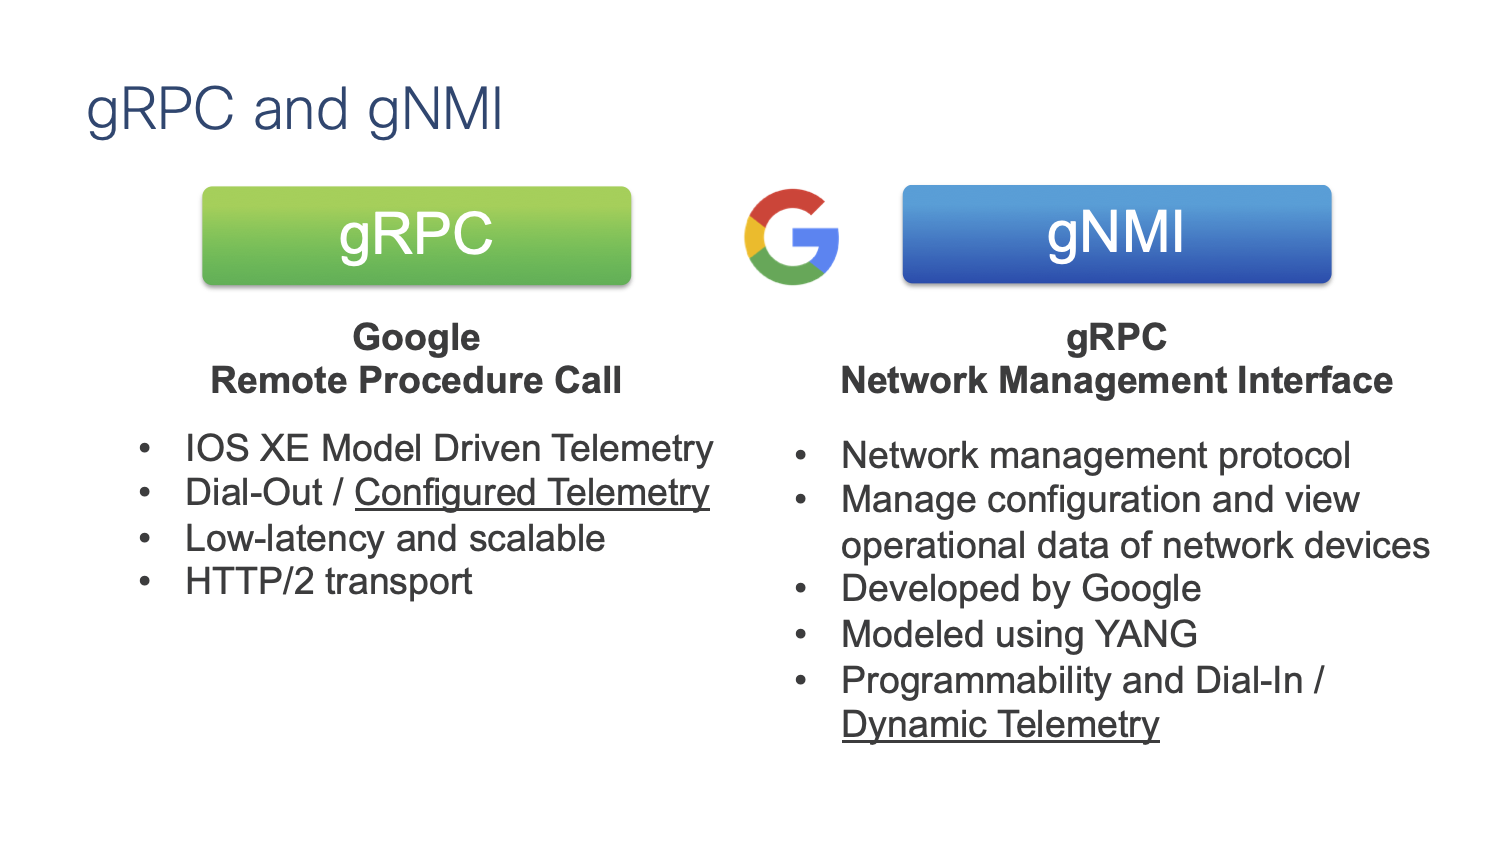 gRPC and gNMI
gRPC
Google
Remote Procedure Call
• IOS XE Model Driven Telemetry
• Dial-Out / Configured Telemetry
• Low-latency and scalable
• HTTP/2 transport
gNMI
gRPC
Network Management Interface
• Network management protocol
• Manage configuration and view
operational data of network devices
• Developed by Google
• Modeled using YANG
• Programmability and Dial-In /
Dynamic Telemetry